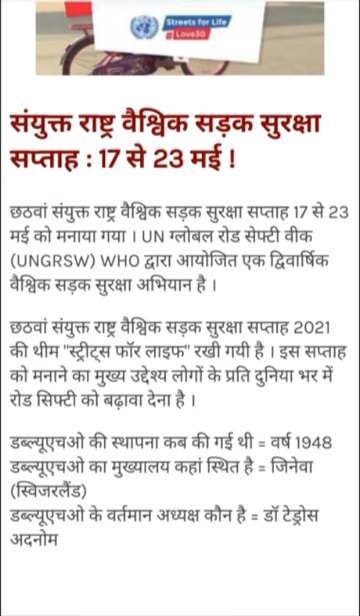 Streets for Life
#Love30
संयुक्त राष्ट्र वैश्विक सड़क सुरक्षा
सप्ताह : 17 से 23 मई !
छठवां संयुक्त राष्ट्र वैश्विक सड़क सुरक्षा सप्ताह 17 से 23
मई को मनाया गया । UN ग्लोबल रोड सेफ्टी वीक
(UNGRSW) WHO द्वारा आयोजित एक द्विवार्षिक
वैश्विक सड़क सुरक्षा अभियान है ।
छठवां संयुक्त राष्ट्र वैश्विक सड़क सुरक्षा सप्ताह 2021
की थीम "स्ट्रीट्स फॉर लाइफ" रखी गयी है । इस सप्ताह
को मनाने का मुख्य उद्देश्य लोगों के प्रति दुनिया भर में
रोड सिफ्टी को बढ़ावा देना है ।
डब्ल्यूएचओ की स्थापना कब की गई थी = वर्ष 1948
डब्ल्यूएचओ का मुख्यालय कहां स्थित है = जिनेवा
(स्विजरलैंड)
डब्ल्यूएचओ के वर्तमान अध्यक्ष कौन है = डॉ टेड्रोस
अदनोम